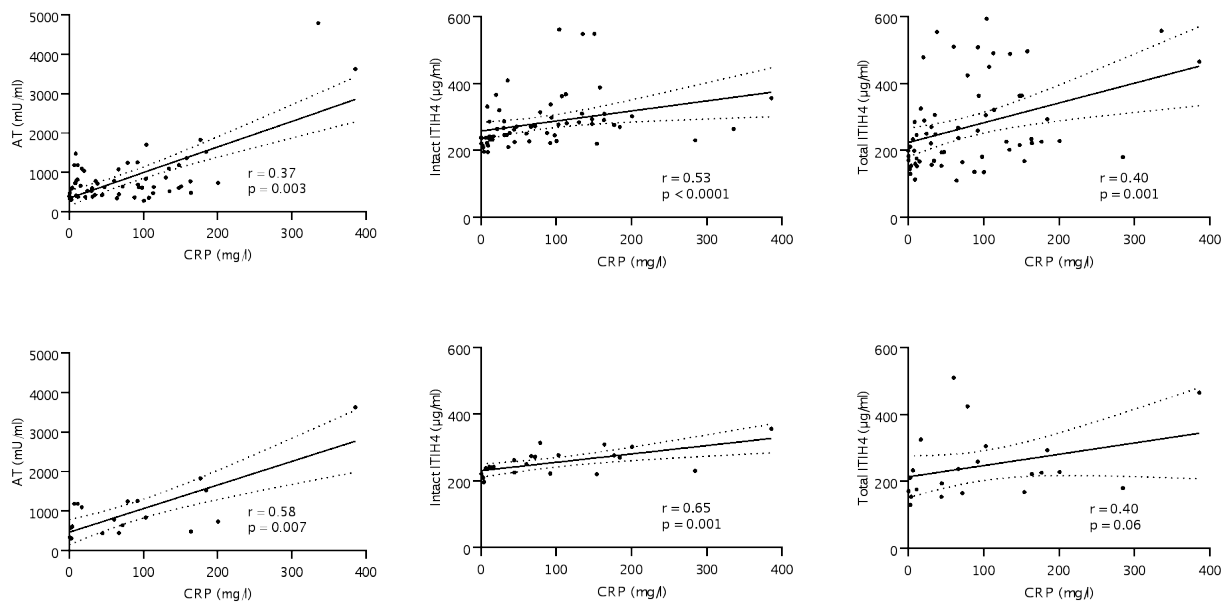 5000
4000
3000
2000
1000
0
AT (mU/ml)
r = 0.37
p = 0.003
0 100 200 300 400
CRP (mg/l)
600
400
200
0
Intact ITIH4 (µg/ml)
r = 0.53
p < 0.0001
0 100 200 300 400
CRP (mg/l)
600
400
200
0
Total ITIH4 (µg/ml)
r = 0.40
p = 0.001
0 100 200 300 400
CRP (mg/l)
5000
4000
3000
2000
1000
0
AT (mU/ml)
r = 0.58
p = 0.007
0 100 200 300 400
CRP (mg/l)
600
400
200
0
Intact ITIH4 (µg/ml)
r = 0.65
p = 0.001
0 100 200 300 400
CRP (mg/l)
600
400
200
0
Total ITIH4 (µg/ml)
r = 0.40
p = 0.06
0 100 200 300 400
CRP (mg/l)